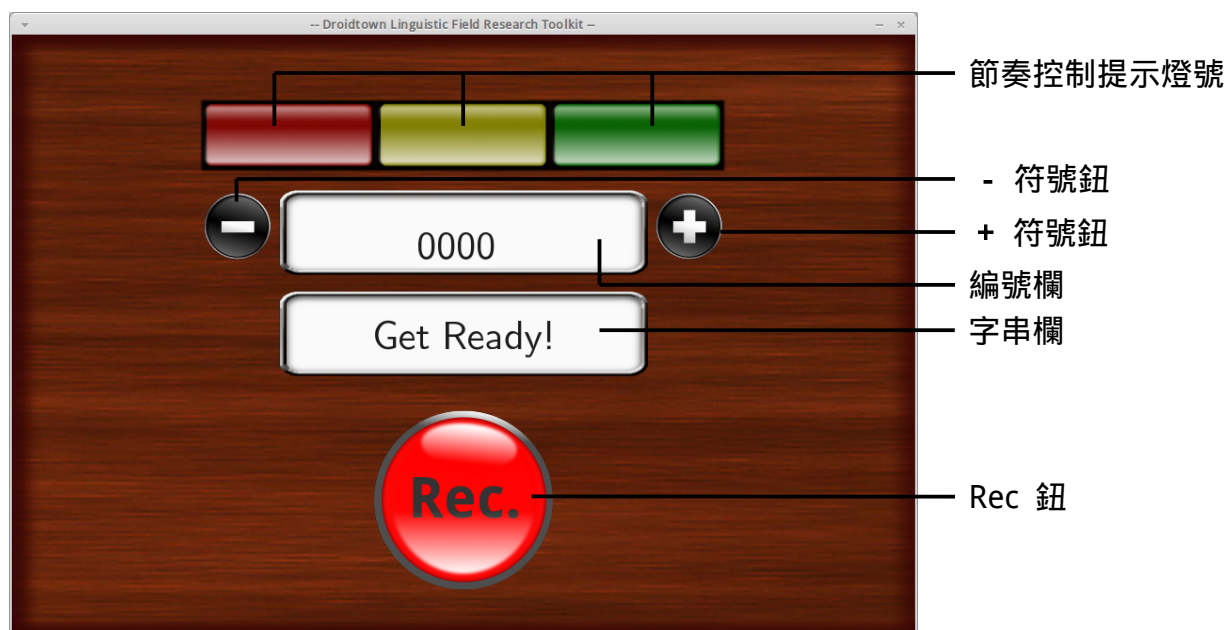 -- Droidtown Linguistic Field Research Toolkit --
節奏控制提示燈號
- 符號鈕
+ 符號鈕
0000
編號欄
Get Ready!
字串欄
Rec.
Rec 鈕